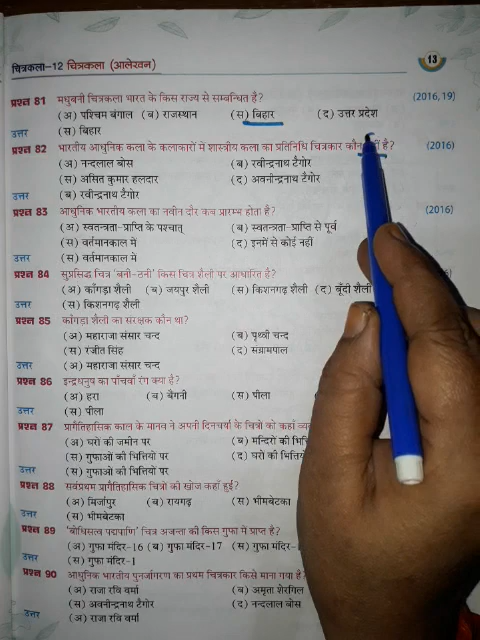 चित्रकला-12 चित्रकला (आलेखन)
13
प्रश्न 81 मधुबनी चित्रकला भारत के किस राज्य से सम्बन्धित है? (2016, 19)
(अ) पश्चिम बंगाल (ब) राजस्थान (स) बिहार (द) उत्तर प्रदेश
उत्तर (स) बिहार
प्रश्न 82 भारतीय आधुनिक कला के कलाकारों में शास्त्रीय कला का प्रतिनिधि चित्रकार कौन नहीं है? (2016)
(अ) नन्दलाल बोस (ब) रवीन्द्रनाथ टैगोर
(स) असित कुमार हलदार (द) अवनीन्द्रनाथ टैगोर
उत्तर (ब) रवीन्द्रनाथ टैगोर
प्रश्न 83 आधुनिक भारतीय कला का नवीन दौर कब प्रारम्भ होता है? (2016)
(अ) स्वतन्त्रता-प्राप्ति के पश्चात् (ब) स्वतन्त्रता-प्राप्ति से पूर्व
(स) वर्तमानकाल में (द) इनमें से कोई नहीं
उत्तर (स) वर्तमानकाल में
प्रश्न 84 सुप्रसिद्ध चित्र 'बनी-ठनी' किस चित्र शैली पर आधारित है?
(अ) काँगड़ा शैली (ब) जयपुर शैली (स) किशनगढ़ शैली (द) बूँदी शैली
उत्तर (स) किशनगढ़ शैली
प्रश्न 85 काँगड़ा शैली का संरक्षक कौन था?
(अ) महाराजा संसार चन्द (ब) पृथ्वी चन्द
(स) रंजीत सिंह (द) संग्रामपाल
उत्तर (अ) महाराजा संसार चन्द
प्रश्न 86 इन्द्रधनुष का पाँचवाँ रंग क्या है?
(अ) हरा (ब) बैंगनी (स) पीला
उत्तर (स) पीला
प्रश्न 87 प्रागैतिहासिक काल के मानव ने अपनी दिनचर्या के चित्रों को कहाँ
(अ) घरों की जमीन पर (ब) मन्दिरों की
(स) गुफाओं की भित्तियों पर (द) घरों की
उत्तर (स) गुफाओं की भित्तियों पर
प्रश्न 88 सर्वप्रथम प्रागैतिहासिक चित्रों की खोज कहाँ हुई?
(अ) मिर्जापुर (ब) रायगढ़ (स) भीमबेटका
उत्तर (स) भीमबेटका
प्रश्न 89 'बोधिसत्व पद्मपाणि' चित्र अजन्ता की किस गुफा में प्राप्त है?
(अ) गुफा मंदिर-16 (ब) गुफा मंदिर-17 (स) गुफा मंदिर-
उत्तर (स) गुफा मंदिर-1
प्रश्न 90 आधुनिक भारतीय पुनर्जागरण का प्रथम चित्रकार किसे माना गया है?
(अ) राजा रवि वर्मा (ब) अमृता शेरगिल
(स) अवनीन्द्रनाथ टैगोर (द) नन्दलाल बोस
उत्तर (अ) राजा रवि वर्मा